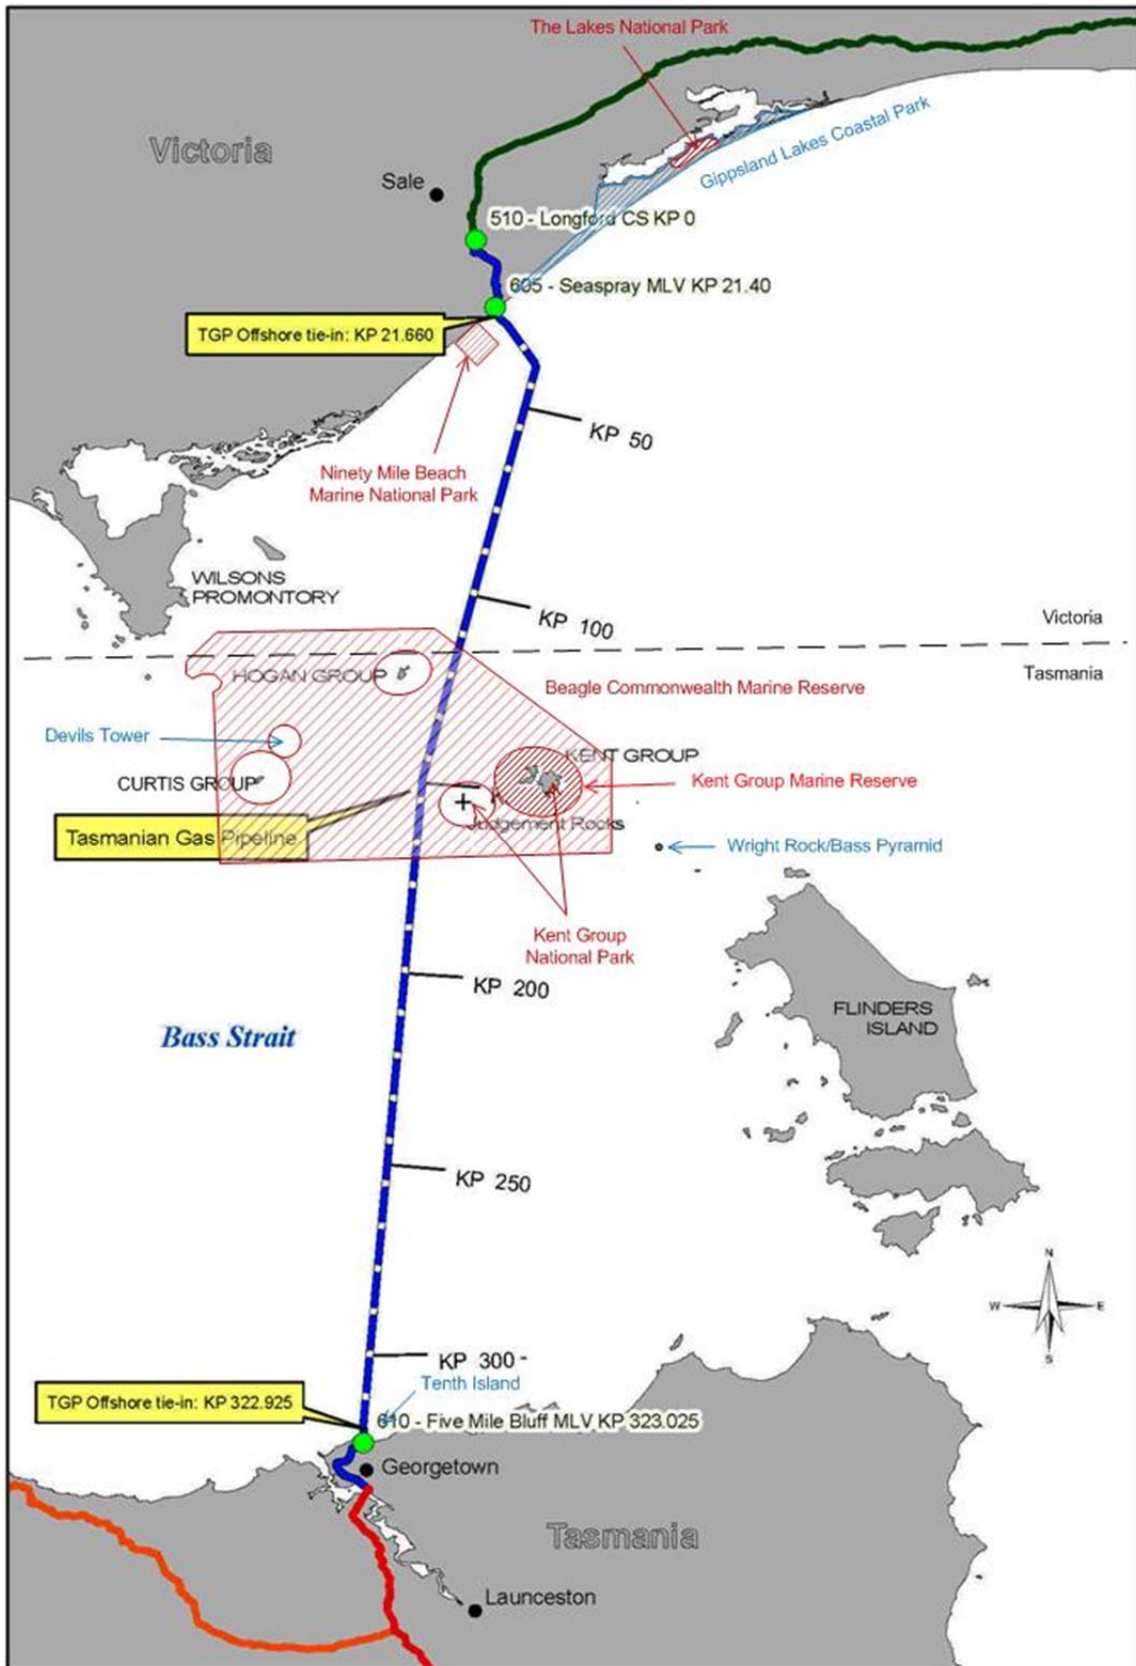 The Lakes National Park
Gippsland Lakes Coastal Park
Victoria
Sale
510 - Longford CS KP 0
605 - Seaspray MLV KP 21.40
TGP Offshore tie-in: KP 21.660
KP 50
Ninety Mile Beach
Marine National Park
WILSONS
PROMONTORY
KP 100
Victoria
Tasmania
HOGAN GROUP
Beagle Commonwealth Marine Reserve
Devils Tower
KENT GROUP
CURTIS GROUP
Kent Group Marine Reserve
Judgement Rocks
Tasmanian Gas Pipeline
Wright Rock/Bass Pyramid
Kent Group
National Park
KP 200
FLINDERS
ISLAND
Bass Strait
KP 250
N
W
E
S
KP 300
Tenth Island
TGP Offshore tie-in: KP 322.925
610 - Five Mile Bluff MLV KP 323.025
Georgetown
Tasmania
Launceston